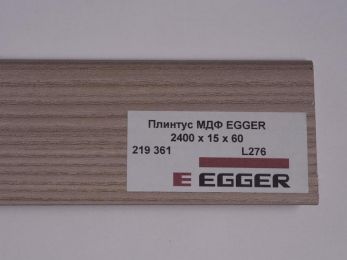 Плинтус МДФ EGGER
2400 x 15 x 60
219 361 L276
E EGGER